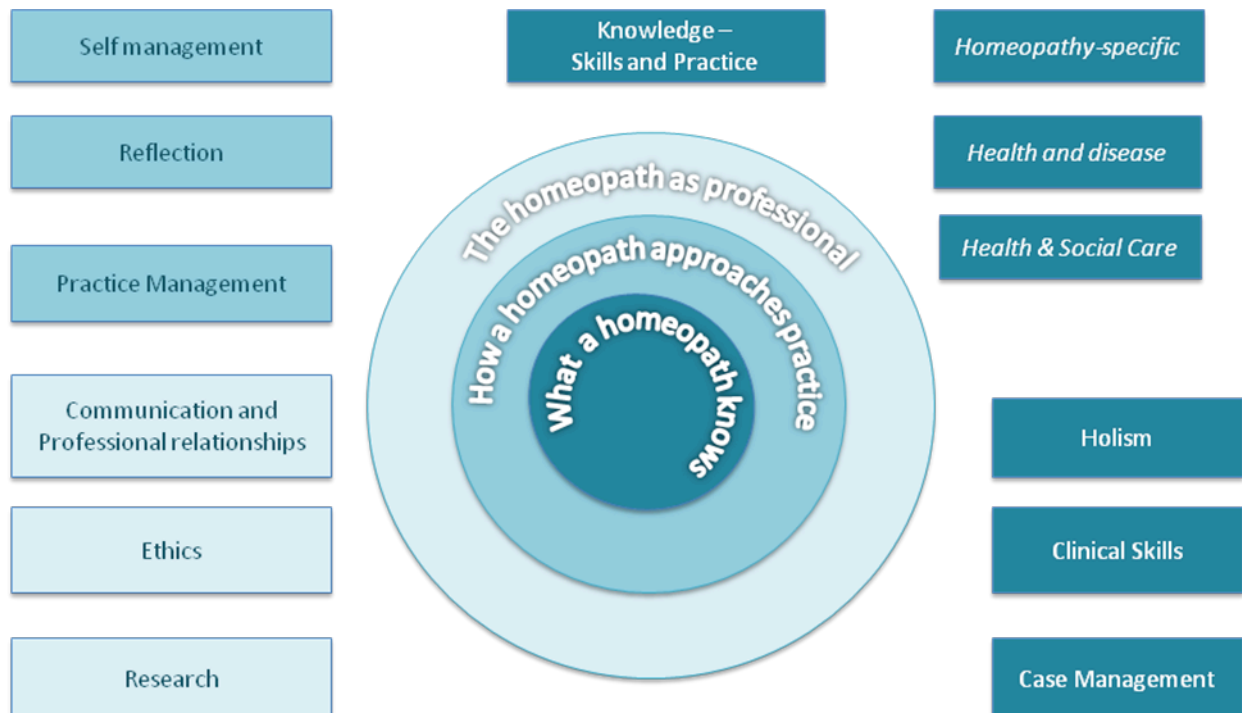 Self management
Knowledge –
Skills and Practice
Homeopathy-specific
Reflection
Health and disease
The homeopath as professional
Health & Social Care
How a homeopath approaches practice
Practice Management
What a homeopath knows
Communication and
Professional relationships
Holism
Ethics
Clinical Skills
Research
Case Management